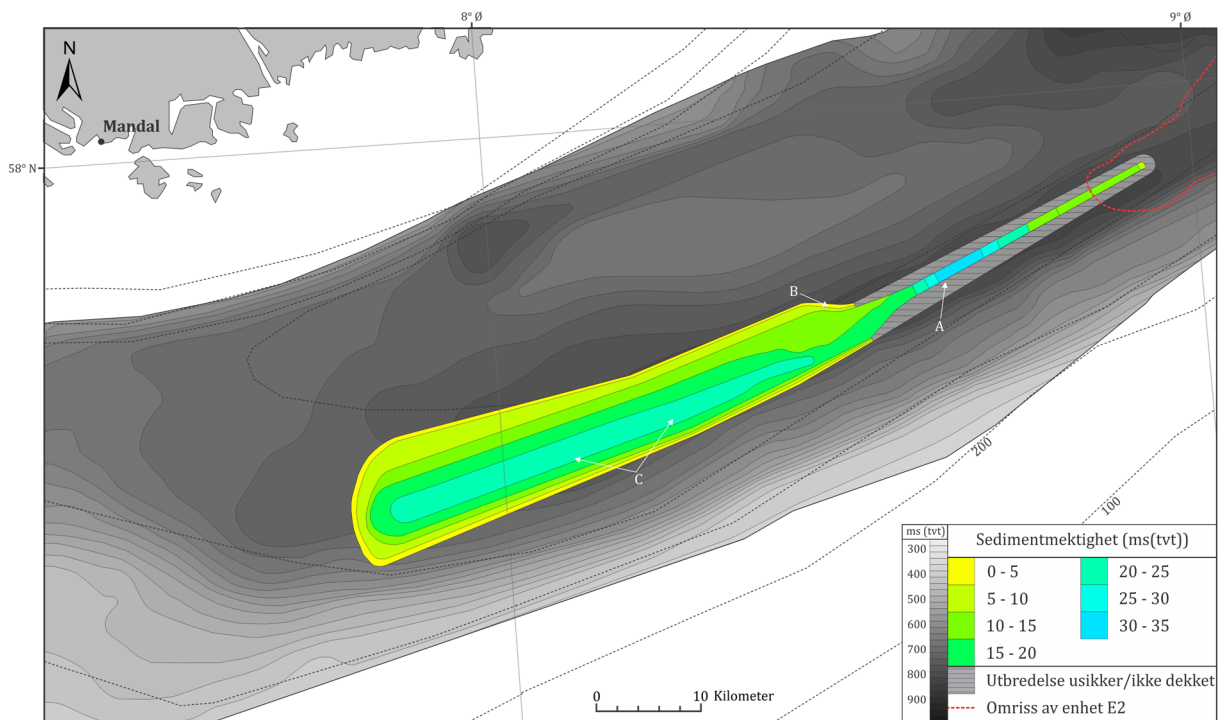 8° Ø
9° Ø
N
Mandal
58° N
B
A
C
200
100
0
10 Kilometer
ms (tvt)
300
400
500
600
700
800
900
Sedimentmektighet (ms(tvt))
0 - 5
5 - 10
10 - 15
15 - 20
20 - 25
25 - 30
30 - 35
Utbredelse usikker/ikke dekket
Omriss av enhet E2